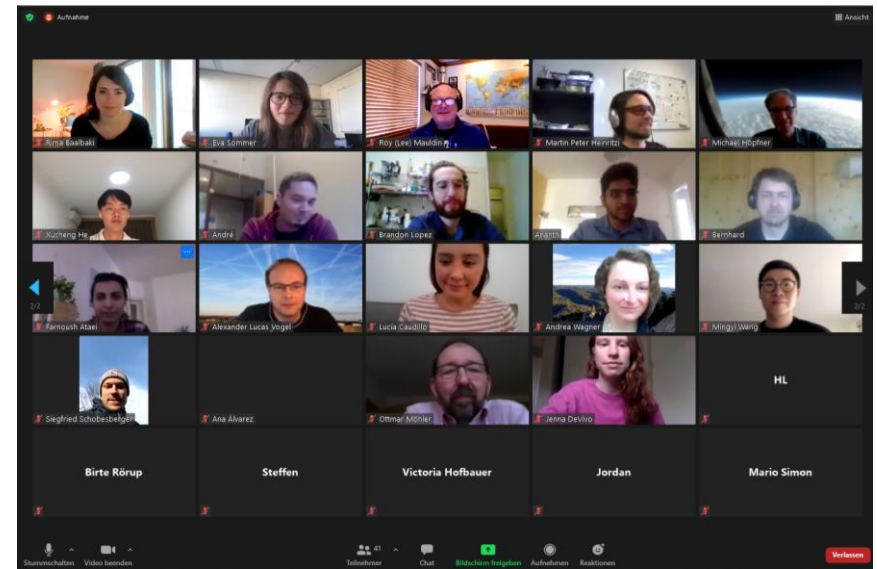 Aufnahme
Ansicht
Rima Baalbaki
Eva Sommer
Roy (Lee) Mauldin
Martin Peter Heinritzi
Michael Höpfner
Xucheng He
André
Brandon Lopez
Ananth
Bernhard
2/2
2/2
Farnoush Ataei
Alexander Lucas Vogel
Lucía Caudillo
Andrea Wagner
Mingyi Wang
Siegfried Schobesberger
Ana Álvarez
Ottmar Möhler
Jenna DeVivo
HL
Birte Rörup
Steffen
Victoria Hofbauer
Jordan
Mario Simon
Stummschalten
Video beenden
41
Teilnehmer
Chat
Bildschirm freigeben
Aufnehmen
Reaktionen
Verlassen